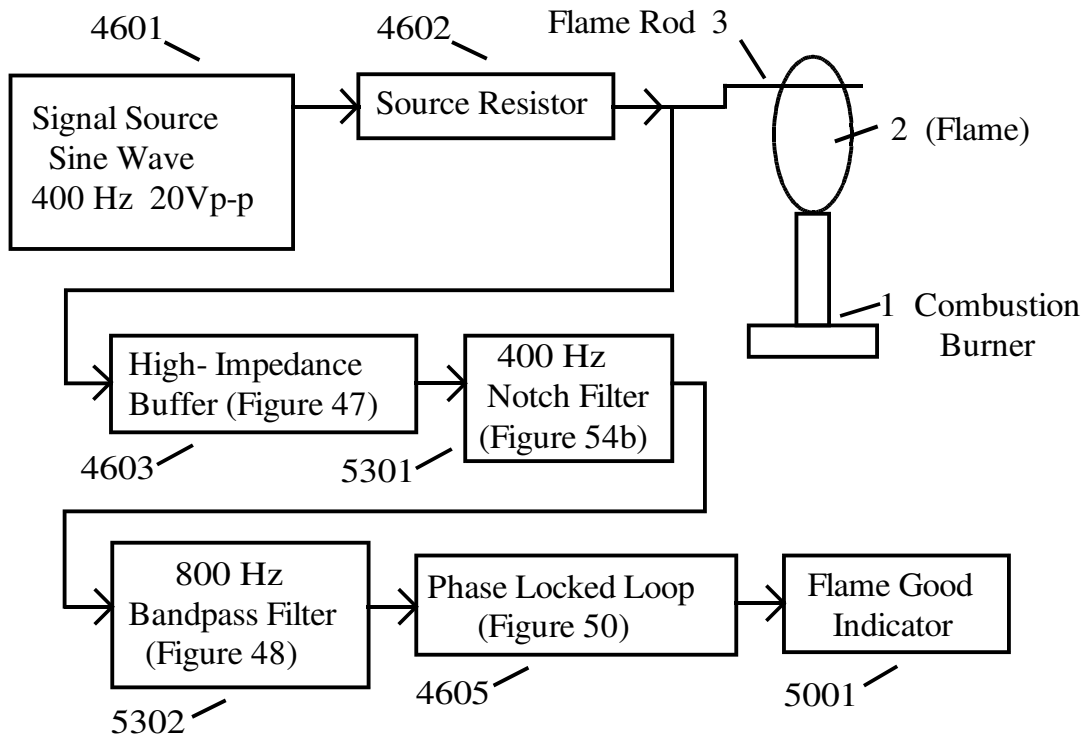 4601
4602
Flame Rod 3
Signal Source
Sine Wave
400 Hz 20Vp-p
Source Resistor
2 (Flame)
1 Combustion
Burner
High- Impedance
Buffer (Figure 47)
400 Hz
Notch Filter
(Figure 54b)
4603
5301
800 Hz
Bandpass Filter
(Figure 48)
Phase Locked Loop
(Figure 50)
Flame Good
Indicator
5302
4605
5001